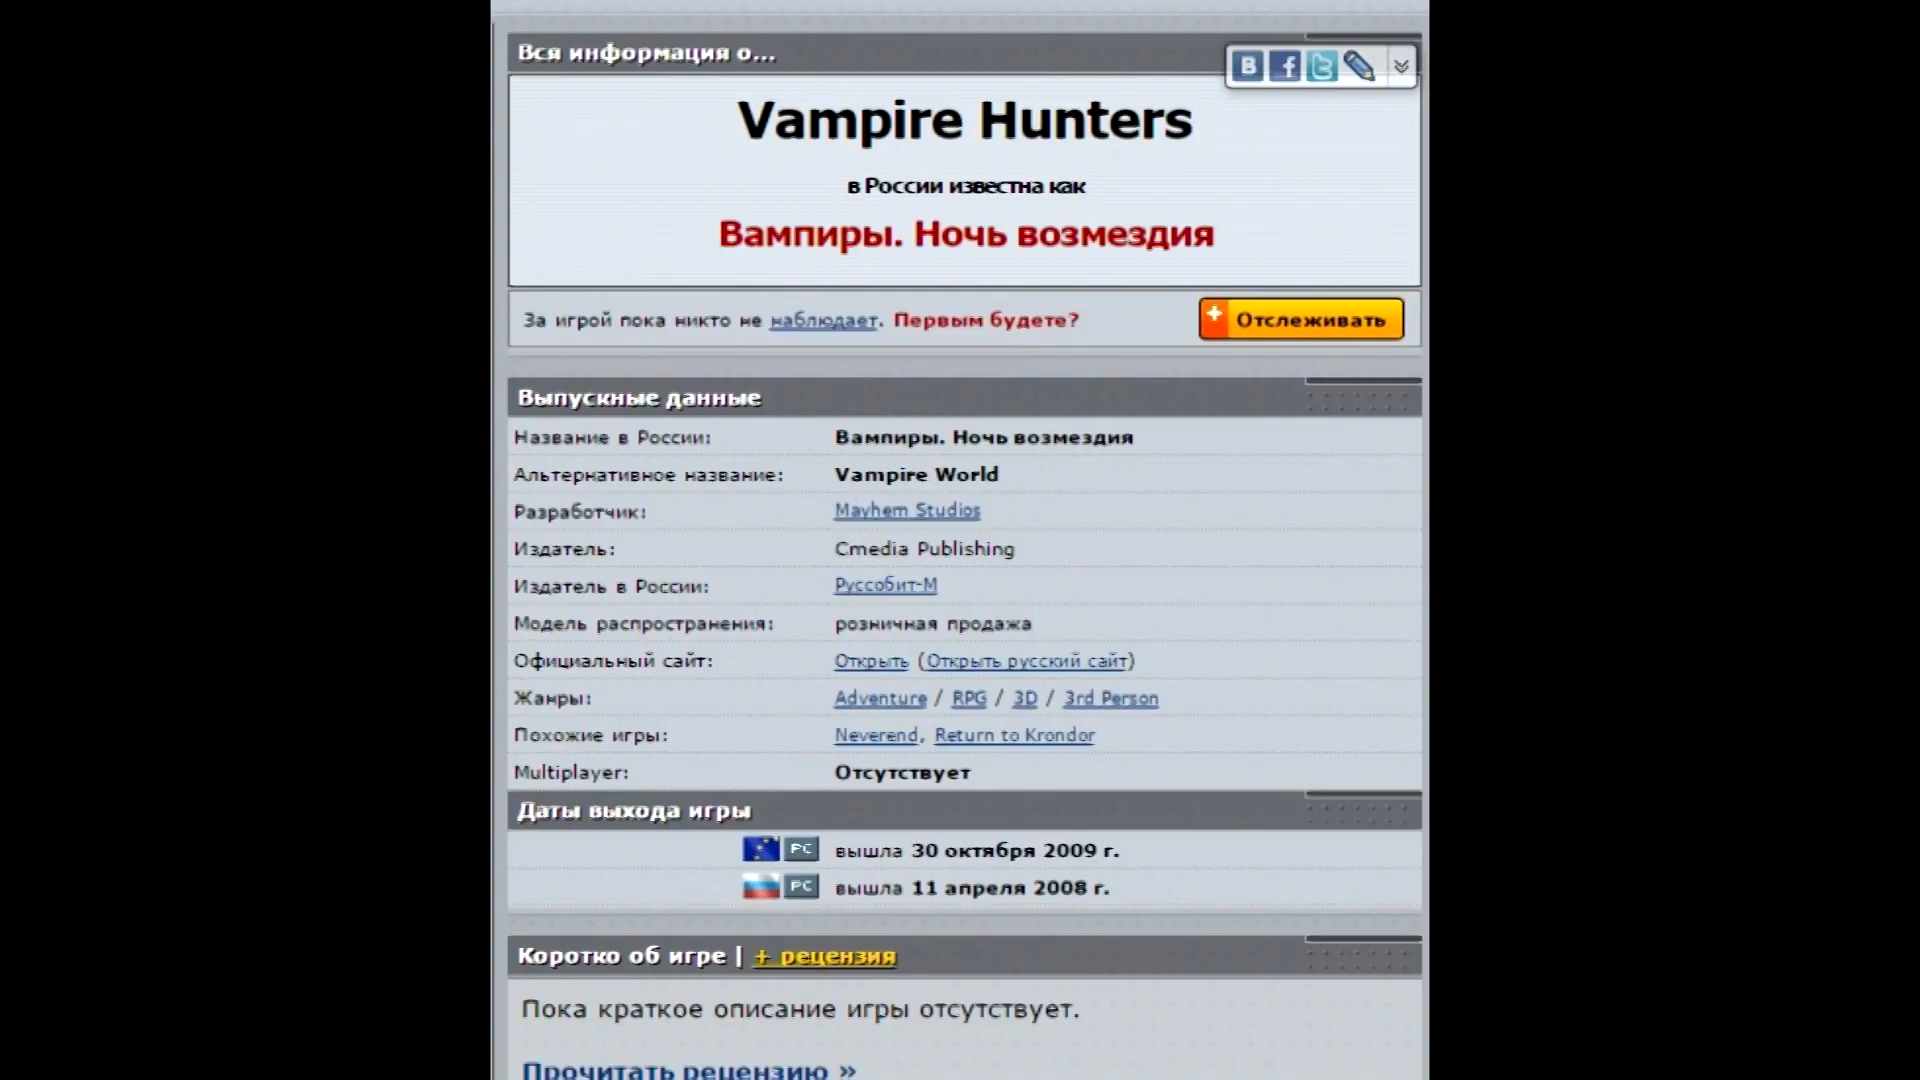 Вся информация о...
Vampire Hunters
в России известна как
Вампиры. Ночь возмездия
За игрой пока никто не наблюдает. Первым будете?
+ Отслеживать
Выпускные данные
Название в России: Вампиры. Ночь возмездия
Альтернативное название: Vampire World
Разработчик: Mayhem Studios
Издатель: Cmedia Publishing
Издатель в России: Руссобит-М
Модель распространения: розничная продажа
Официальный сайт: Открыть (Открыть русский сайт)
Жанры: Adventure / RPG / 3D / 3rd Person
Похожие игры: Neverend, Return to Krondor
Multiplayer: Отсутствует
Даты выхода игры
PC вышла 30 октября 2009 г.
PC вышла 11 апреля 2008 г.
Коротко об игре | + рецензия
Пока краткое описание игры отсутствует.
Прочитать рецензию »